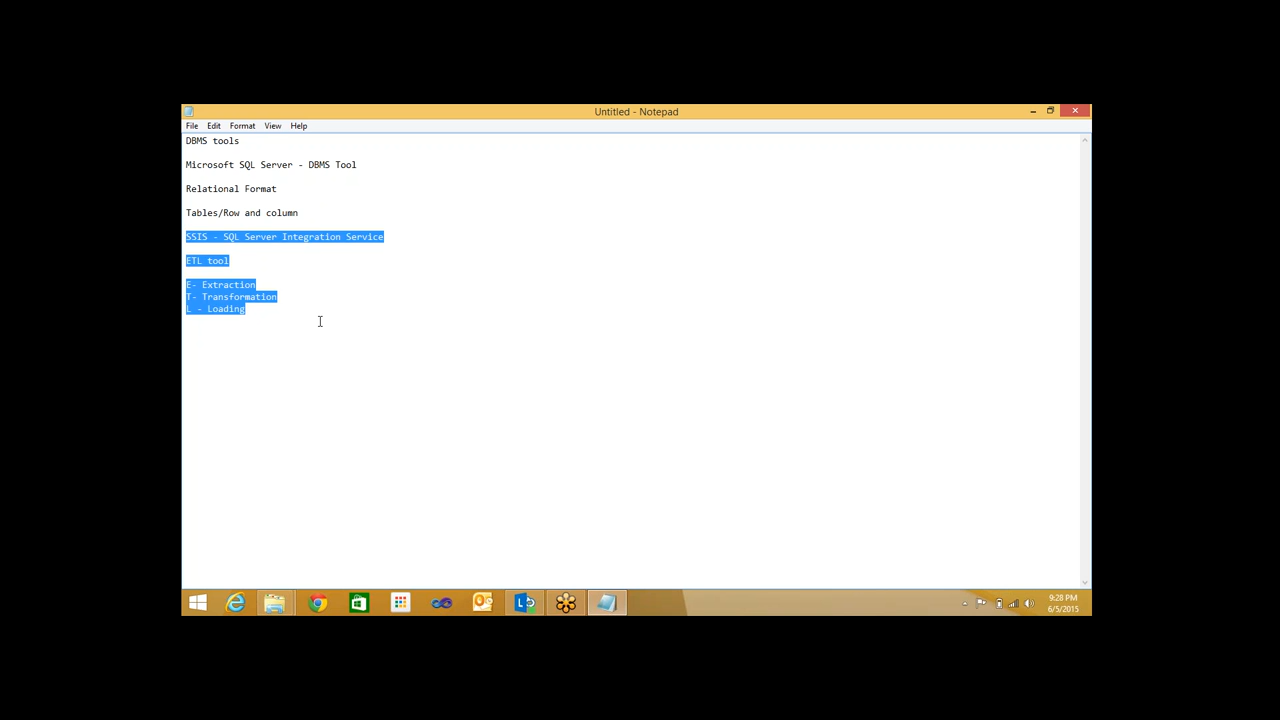 Untitled - Notepad
File Edit Format View Help
DBMS tools
Microsoft SQL Server - DBMS Tool
Relational Format
Tables/Row and column
SSIS - SQL Server Integration Service
ETL tool
E- Extraction
T- Transformation
L - Loading
9:28 PM
6/5/2015